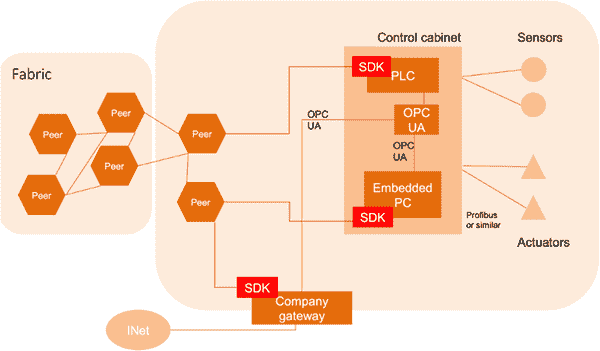 Fabric
Peer
Peer
Peer
Peer
Peer
Peer
Control cabinet
SDK
PLC
OPC
UA
OPC
UA
OPC
UA
Embedded
PC
SDK
Sensors
Profibus
or similar
Actuators
SDK
Company
gateway
INet